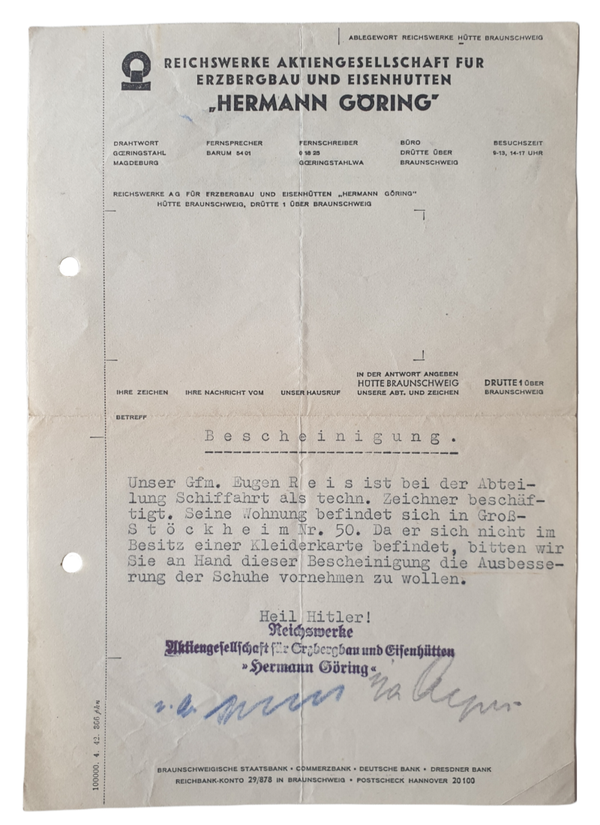 ABLEGEWORT REICHSWERKE HÜTTE BRAUNSCHWEIG
REICHSWERKE AKTIENGESELLSCHAFT FÜR
ERZBERGBAU UND EISENHÜTTEN
„HERMANN GÖRING“
DRAHTWORT FERNSPRECHER FERNSCHREIBER BÜRO BESUCHSZEIT
GŒRINGSTAHL BARUM 5401 0 18 28 DRÜTTE ÜBER 9-13, 14-17 UHR
MAGDEBURG GŒRINGSTAHLWA BRAUNSCHWEIG
REICHSWERKE AG FÜR ERZBERGBAU UND EISENHÜTTEN „HERMANN GÖRING“
HÜTTE BRAUNSCHWEIG, DRÜTTE 1 ÜBER BRAUNSCHWEIG
IN DER ANTWORT ANGEBEN
HÜTTE BRAUNSCHWEIG DRÜTTE 1 ÜBER
IHRE ZEICHEN IHRE NACHRICHT VOM UNSER HAUSRUF UNSERE ABT. UND ZEICHEN BRAUNSCHWEIG
BETREFF
Bescheinigung.
Unser Gfm. Eugen R e i s ist bei der Abtei-
lung Schiffahrt als techn. Zeichner beschäf-
tigt. Seine Wohnung befindet sich in Groß-
S t ö c k h e i m Nr. 50. Da er sich nicht im
Besitz einer Kleiderkarte befindet, bitten wir
Sie an Hand dieser Bescheinigung die Ausbesse-
rung der Schuhe vornehmen zu wollen.
Heil Hitler!
Reichswerke
Aktiengesellschaft für Erzbergbau und Eisenhütten
»Hermann Göring«
100000. 4. 42. 866
BRAUNSCHWEIGISCHE STAATSBANK • COMMERZBANK • DEUTSCHE BANK • DRESDNER BANK
REICHBANK-KONTO 29/878 IN BRAUNSCHWEIG • POSTSCHECK HANNOVER 20100